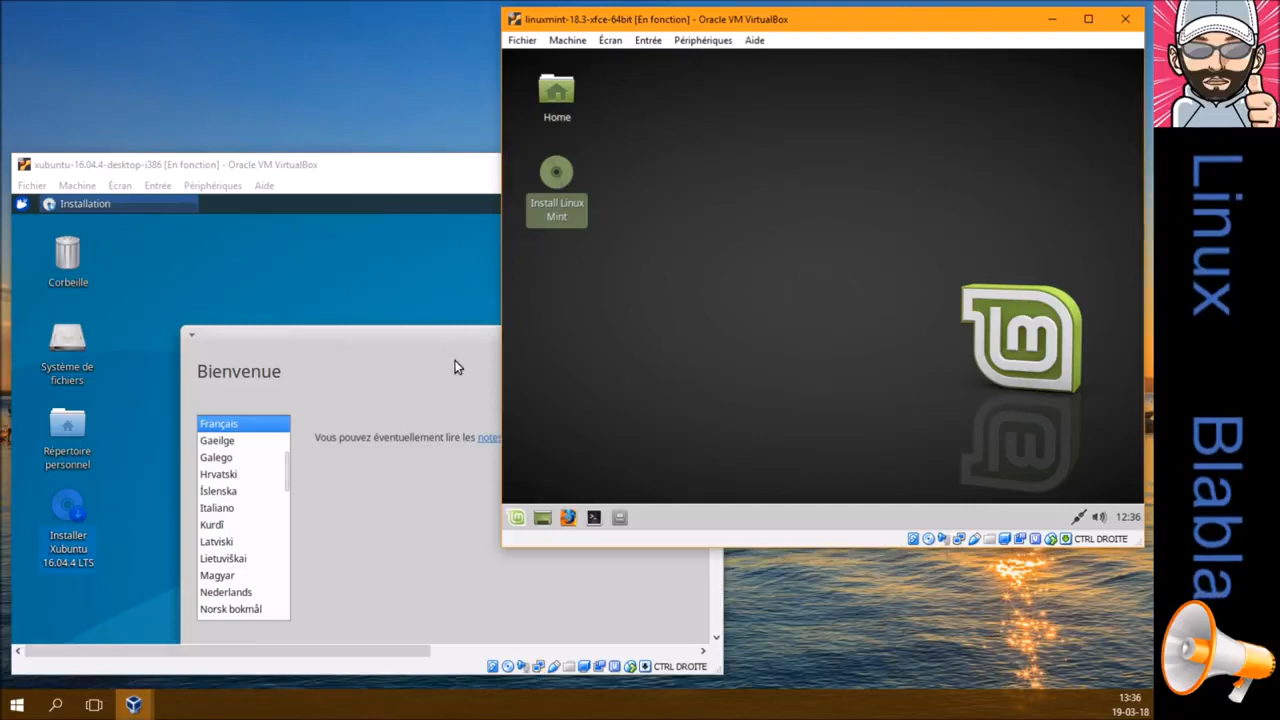 linuxmint-18.3-xfce-64bit [En fonction] - Oracle VM VirtualBox
Fichier Machine Écran Entrée Périphériques Aide
Home
Install Linux
Mint
lm
12:36
CTRL DROITE
xubuntu-16.04.4-desktop-i386 [En fonction] - Oracle VM VirtualBox
Fichier Machine Écran Entrée Périphériques Aide
Installation
Corbeille
Système de
fichiers
Répertoire
personnel
Installer
Xubuntu
16.04.4 LTS
Bienvenue
Français
Gaeilge
Galego
Hrvatski
Íslenska
Italiano
Kurdî
Latviski
Lietuviškai
Magyar
Nederlands
Norsk bokmål
Vous pouvez éventuellement lire les notes
CTRL DROITE
13:36
19-03-18
Linux
Blabla